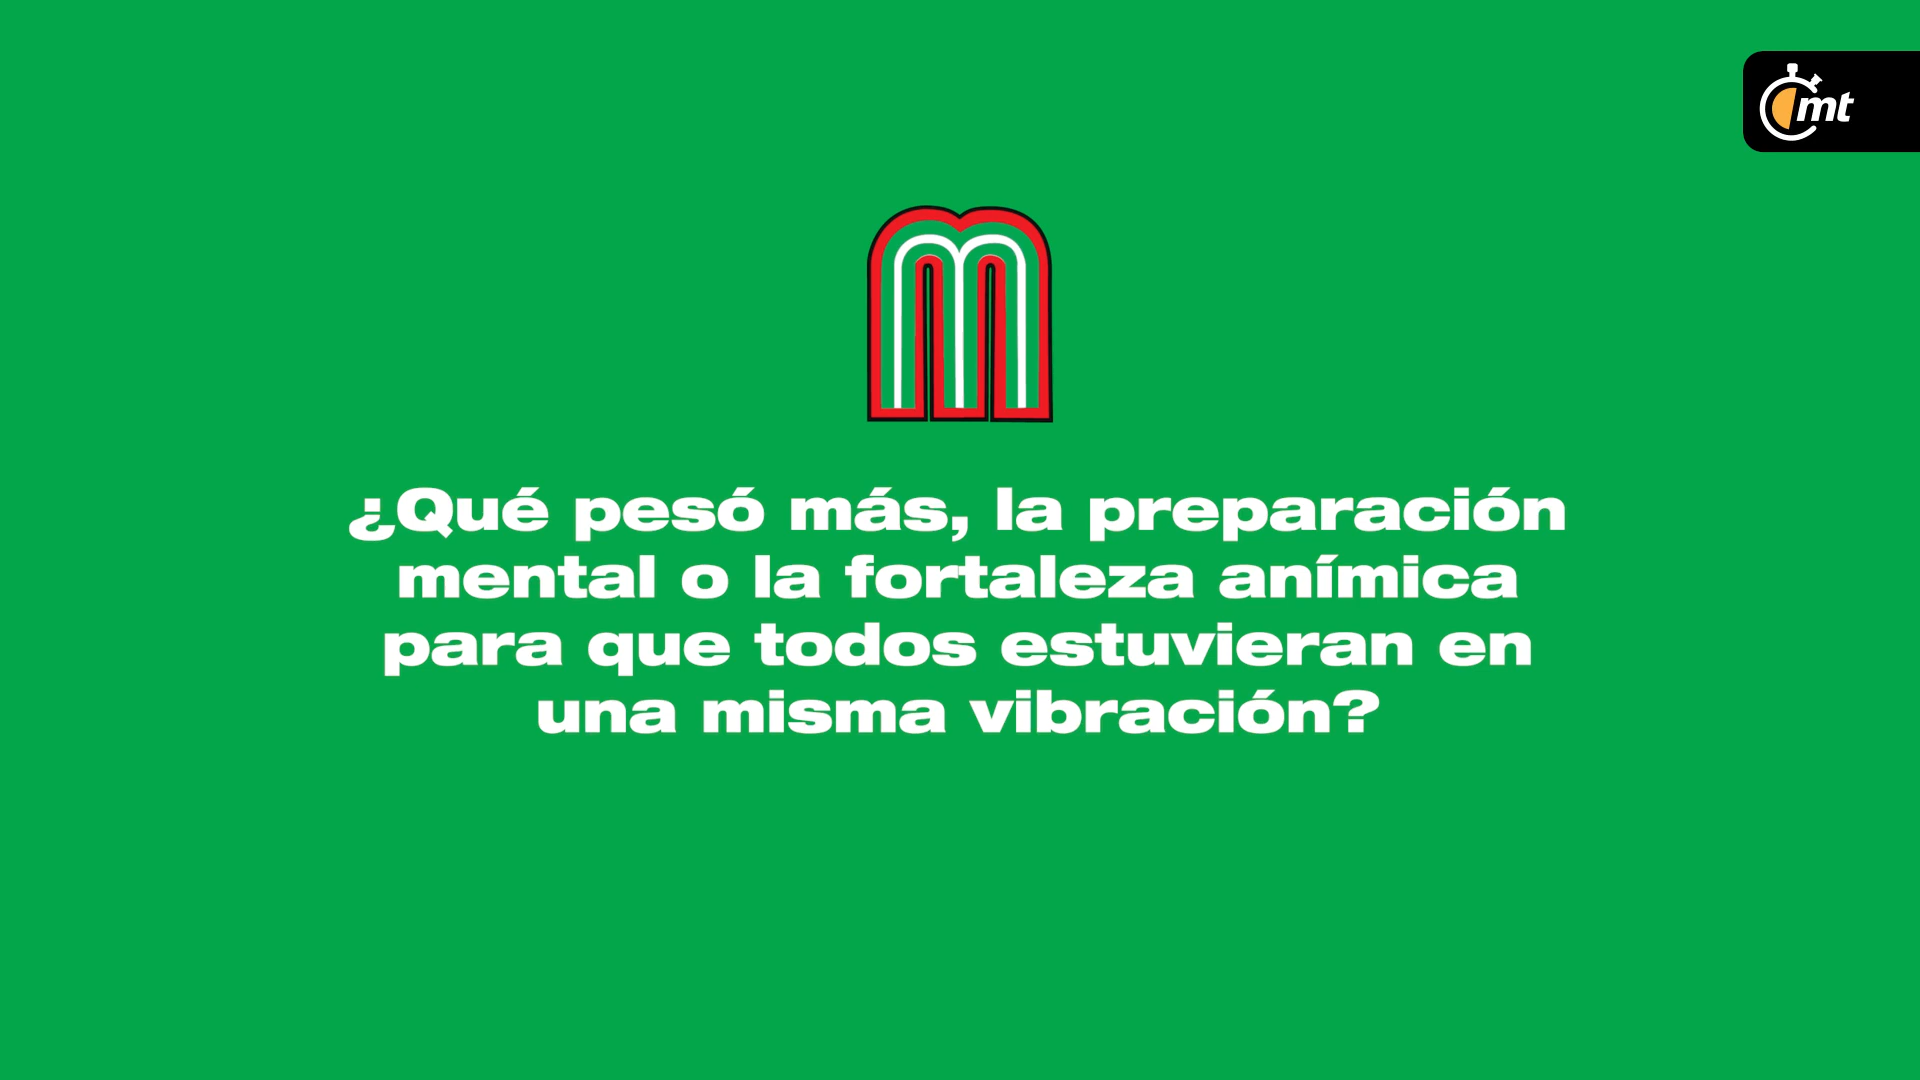 mt
m
¿Qué pesó más, la preparación
mental o la fortaleza anímica
para que todos estuvieran en
una misma vibración?